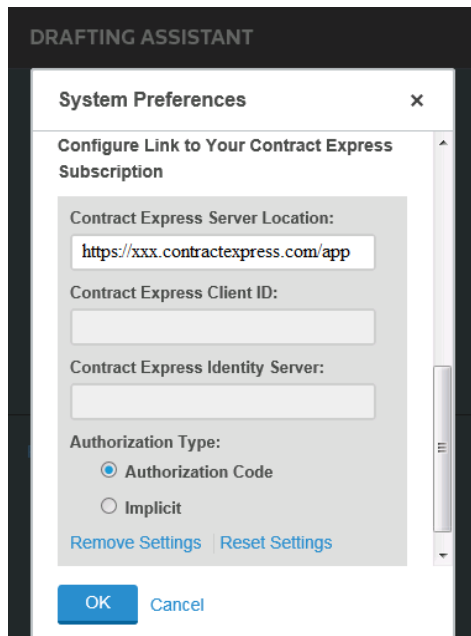 DRAFTING ASSISTANT
System Preferences ×
Configure Link to Your Contract Express
Subscription
Contract Express Server Location:
https://xxx.contractexpress.com/app
Contract Express Client ID:
Contract Express Identity Server:
Authorization Type:
Authorization Code
Implicit
Remove Settings | Reset Settings
OK Cancel